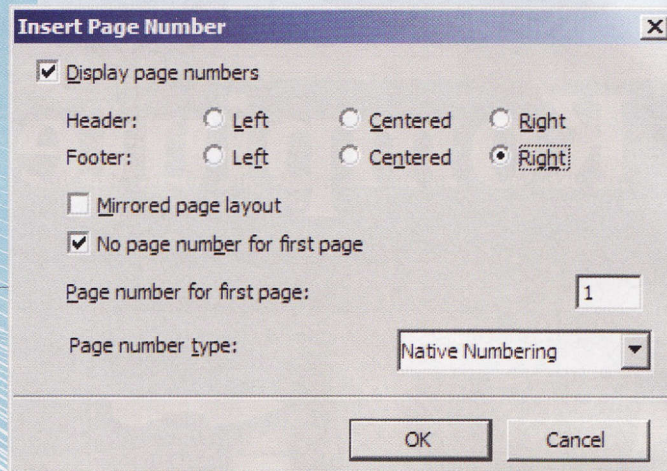 Insert Page Number
Display page numbers
Header: Left Centered Right
Footer: Left Centered Right
Mirrored page layout
No page number for first page
Page number for first page: 1
Page number type: Native Numbering
OK Cancel